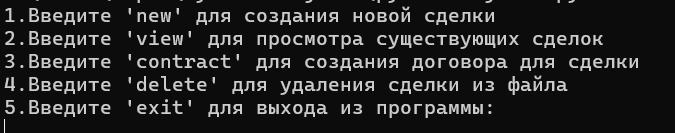 1.Введите 'new' для создания новой сделки
2.Введите 'view' для просмотра существующих сделок
3.Введите 'contract' для создания договора для сделки
4.Введите 'delete' для удаления сделки из файла
5.Введите 'exit' для выхода из программы: